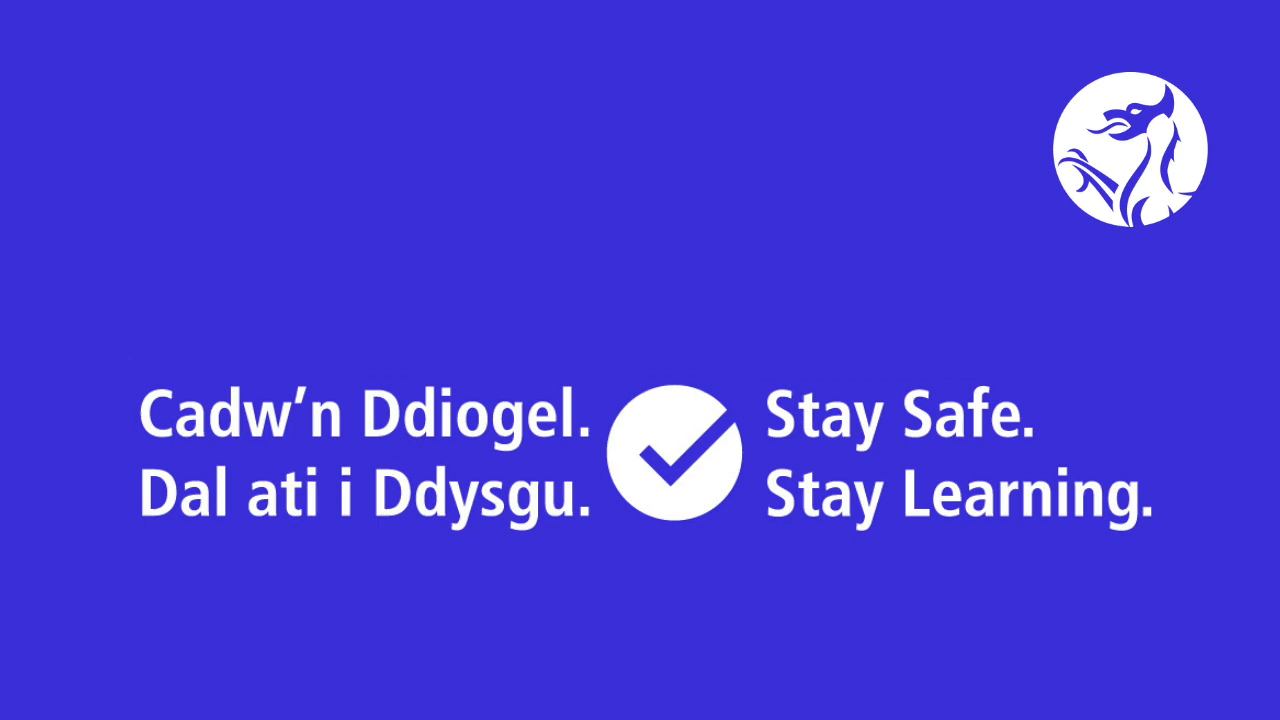 Cadw’n Ddiogel.
Dal ati i Ddysgu.
Stay Safe.
Stay Learning.